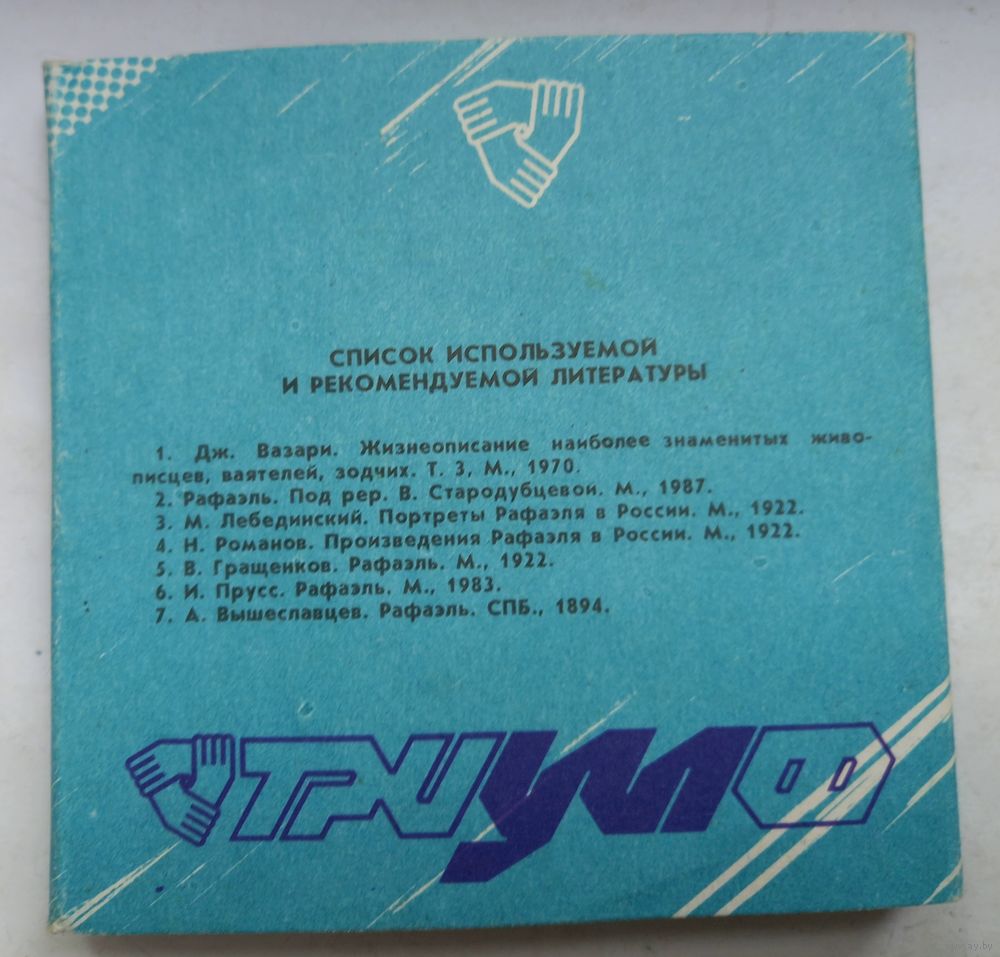 СПИСОК ИСПОЛЬЗУЕМОЙ
И РЕКОМЕНДУЕМОЙ ЛИТЕРАТУРЫ
1. Дж. Вазари. Жизнеописание наиболее знаменитых живо-
писцев, ваятелей, зодчих. Т. 3, М., 1970.
2. Рафаэль. Под рер. В. Стародубцевой. М., 1987.
3. М. Лебединский. Портреты Рафаэля в России. М., 1922.
4. Н. Романов. Произведения Рафаэля в России. М., 1922.
5. В. Гращенков. Рафаэль. М., 1922.
6. И. Прусс. Рафаэль. М., 1983.
7. А. Вышеславцев. Рафаэль. СПБ., 1894.
ТРИУМФ